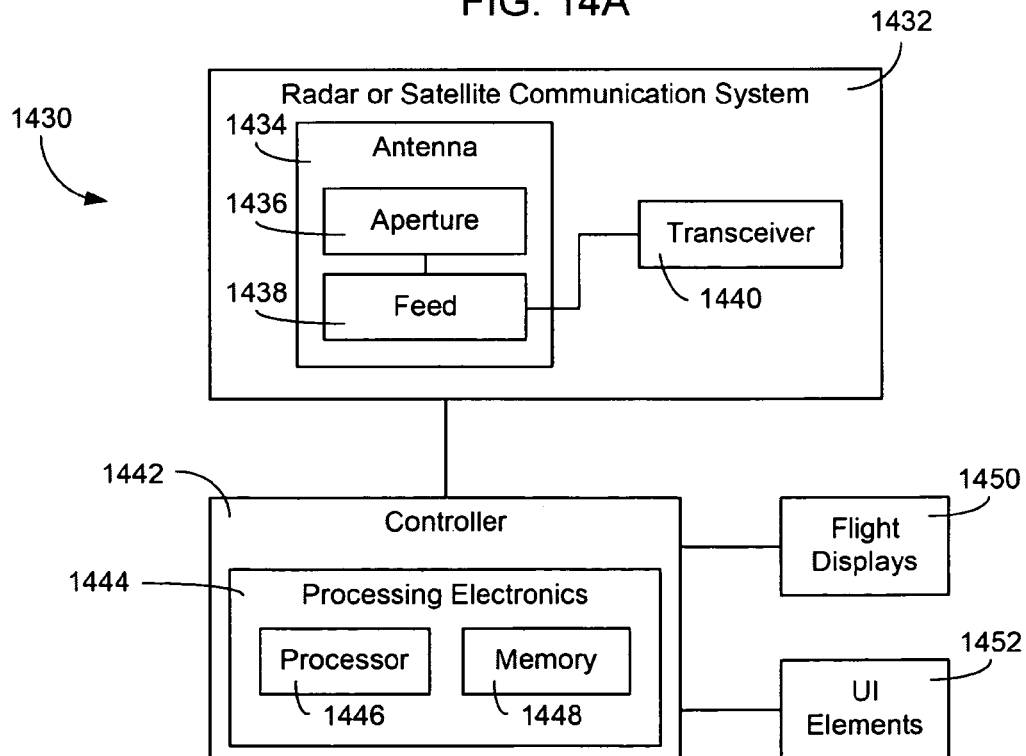 FIG. 14A
1432
Radar or Satellite Communication System
1430
1434
Antenna
1436
Aperture
Transceiver
1438
Feed
1440
1442
Controller
1450
Flight
Displays
1444
Processing Electronics
Processor
Memory
1446
1448
1452
UI
Elements